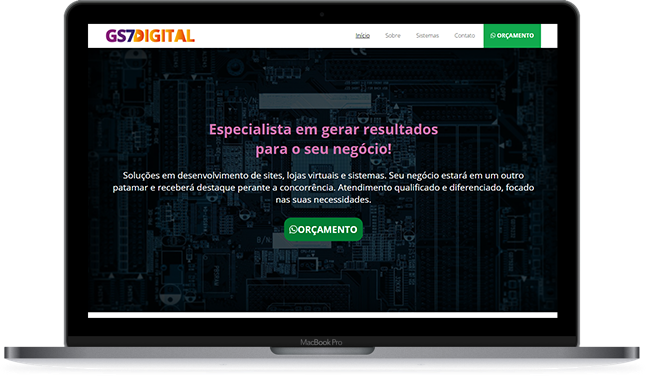 GS7DIGITAL
Início Sobre Sistemas Contato ORÇAMENTO
Especialista em gerar resultados
para o seu negócio!
Soluções em desenvolvimento de sites, lojas virtuais e sistemas. Seu negócio estará em um outro
patamar e receberá destaque perante a concorrência. Atendimento qualificado e diferenciado, focado
nas suas necessidades.
ORÇAMENTO
MacBook Pro